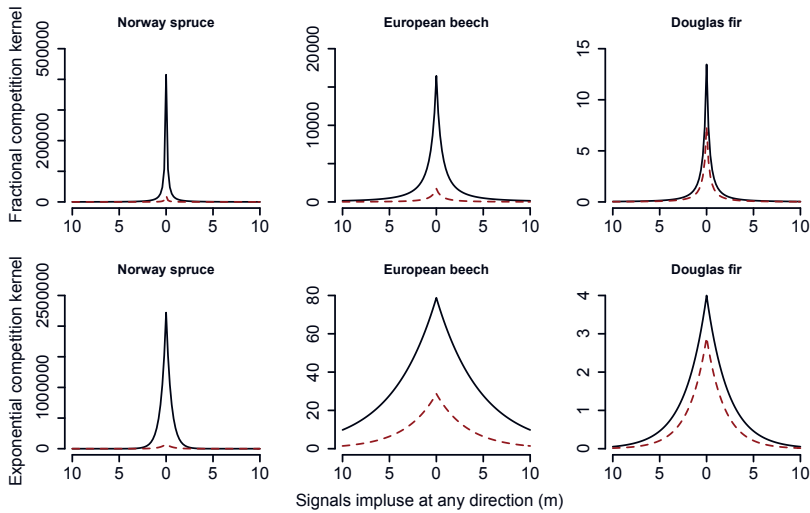 Norway spruce
European beech
Douglas fir
Fractional competition kernel
0 200000 500000
0 10000 20000
0 5 10 15
10 5 0 5 10
10 5 0 5 10
10 5 0 5 10
Norway spruce
European beech
Douglas fir
Exponential competition kernel
0 1000000 2500000
0 20 40 60 80
0 1 2 3 4
10 5 0 5 10
10 5 0 5 10
10 5 0 5 10
Signals impluse at any direction (m)